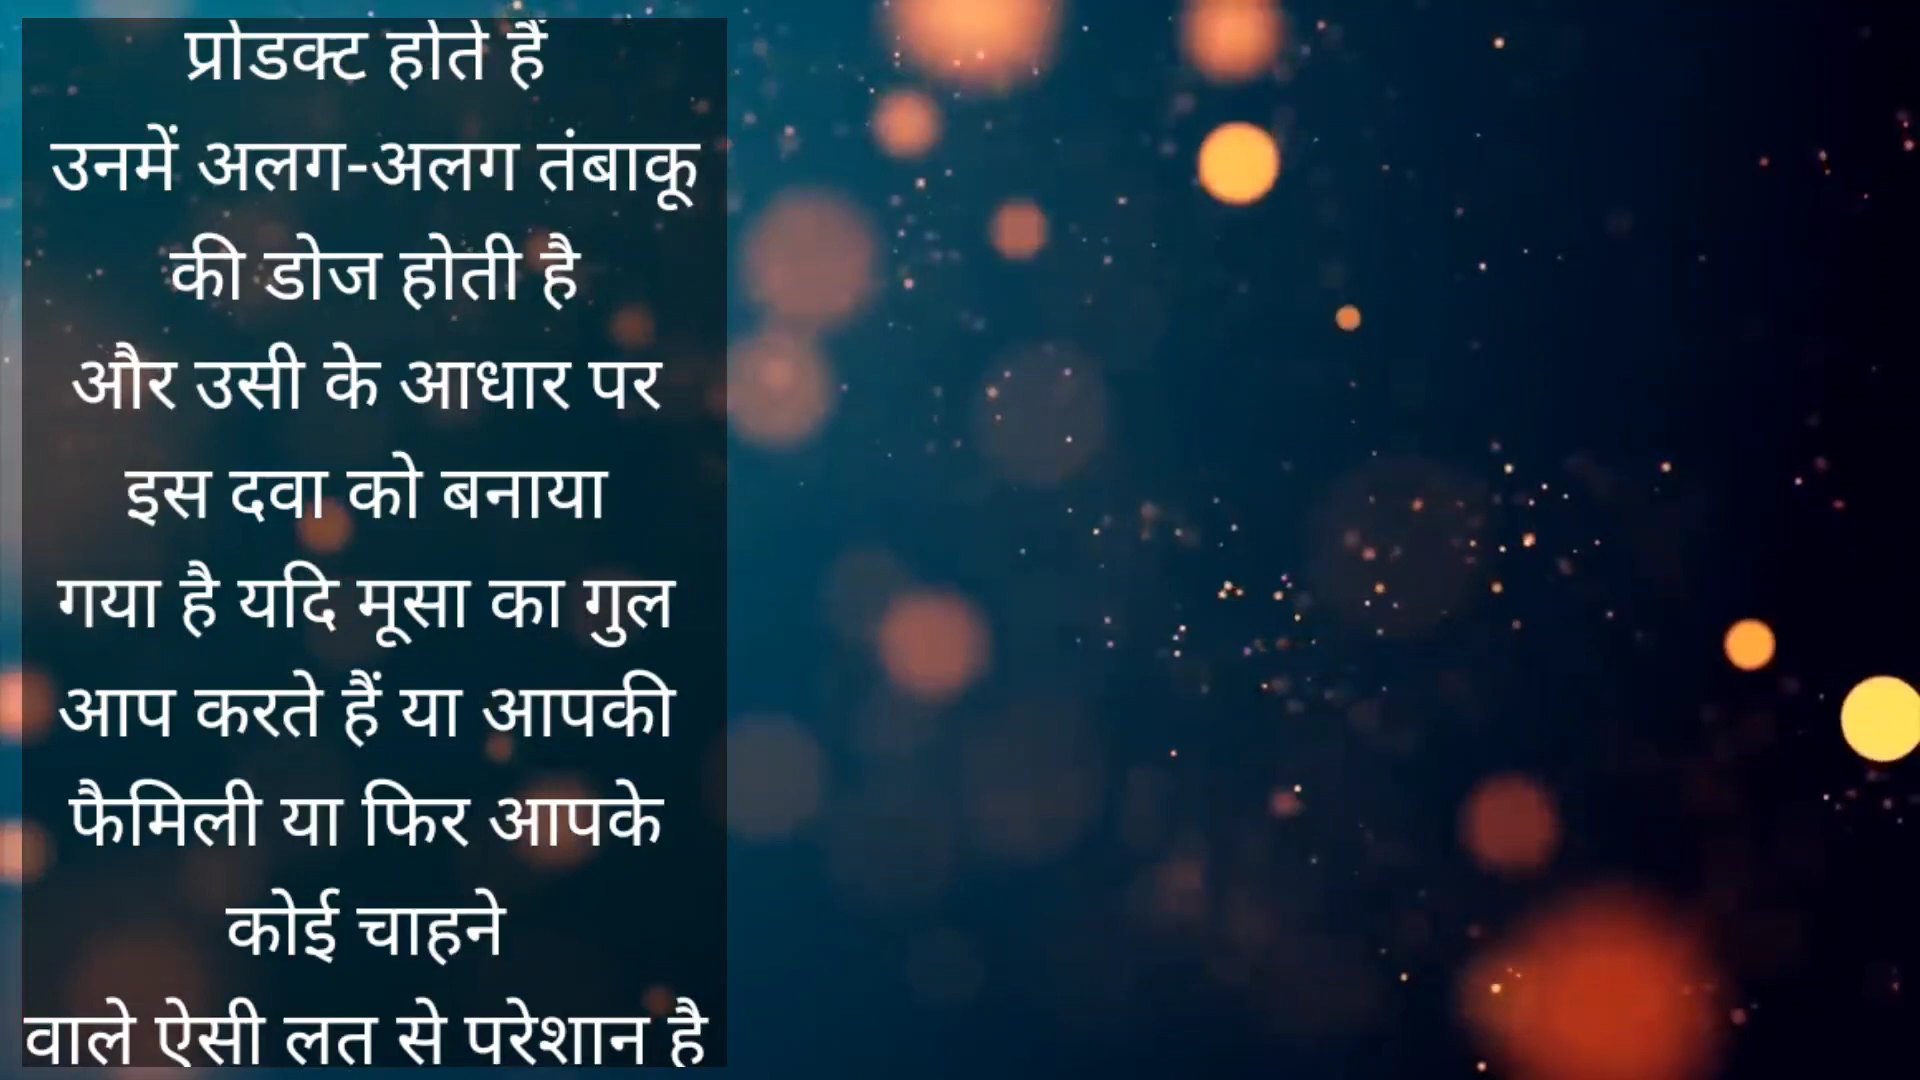 प्रोडक्ट होते हैं
उनमें अलग-अलग तंबाकू
की डोज होती है
और उसी के आधार पर
इस दवा को बनाया
गया है यदि मूसा का गुल
आप करते हैं या आपकी
फैमिली या फिर आपके
कोई चाहने
वाले ऐसी लत से परेशान है